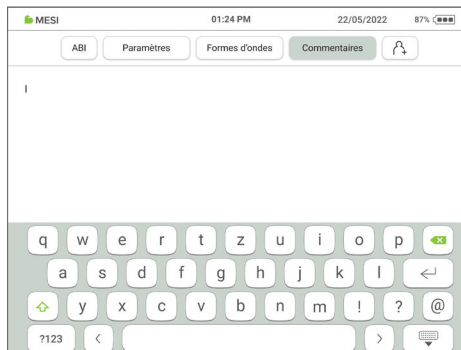 MESI 01:24 PM 22/05/2022 87%
ABI Paramètres Formes d'ondes Commentaires
q w e r t z u i o p
a s d f g h j k l
y x c v b n m ! ? @
?123 < >